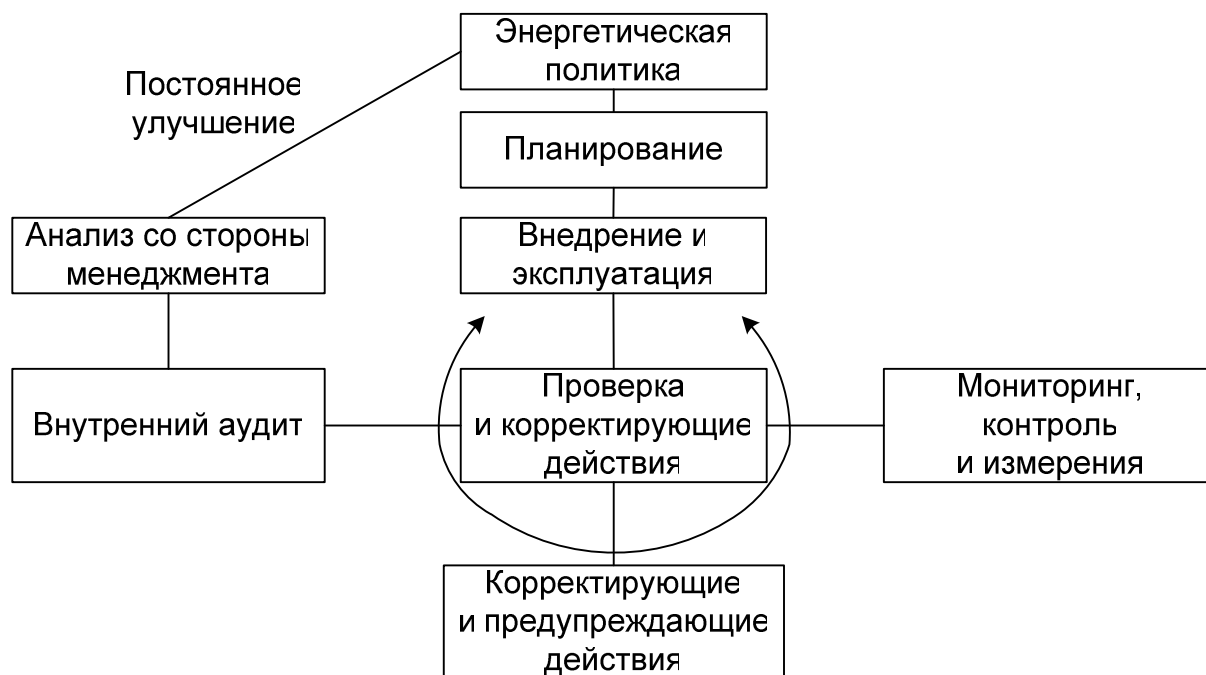 Энергетическая
политика
Постоянное
улучшение
Планирование
Анализ со стороны
менеджмента
Внедрение и
эксплуатация
Внутренний аудит
Проверка
и корректирующие
действия
Мониторинг,
контроль
и измерения
Корректирующие
и предупреждающие
действия